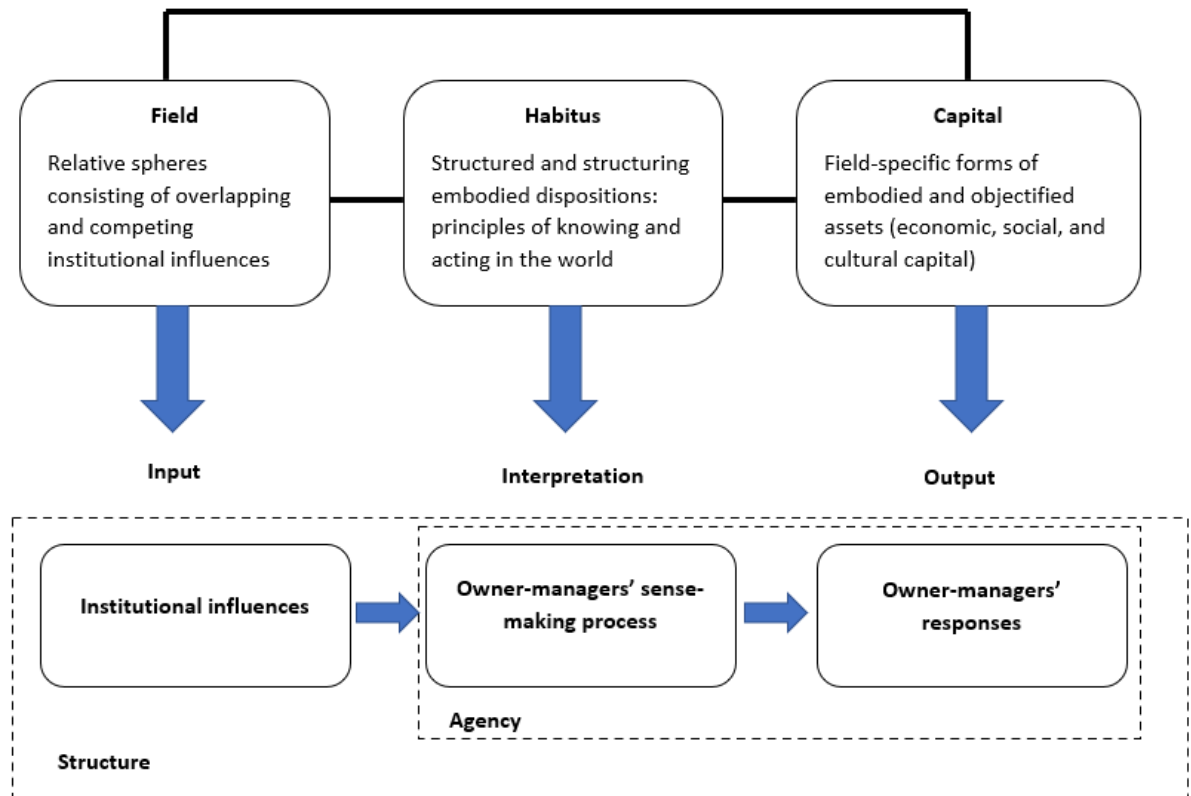 Field
Relative spheres
consisting of overlapping
and competing
institutional influences
Habitus
Structured and structuring
embodied dispositions:
principles of knowing and
acting in the world
Capital
Field-specific forms of
embodied and objectified
assets (economic, social, and
cultural capital)
Input
Interpretation
Output
Institutional influences
Owner-managers’ sense-
making process
Owner-managers’
responses
Agency
Structure